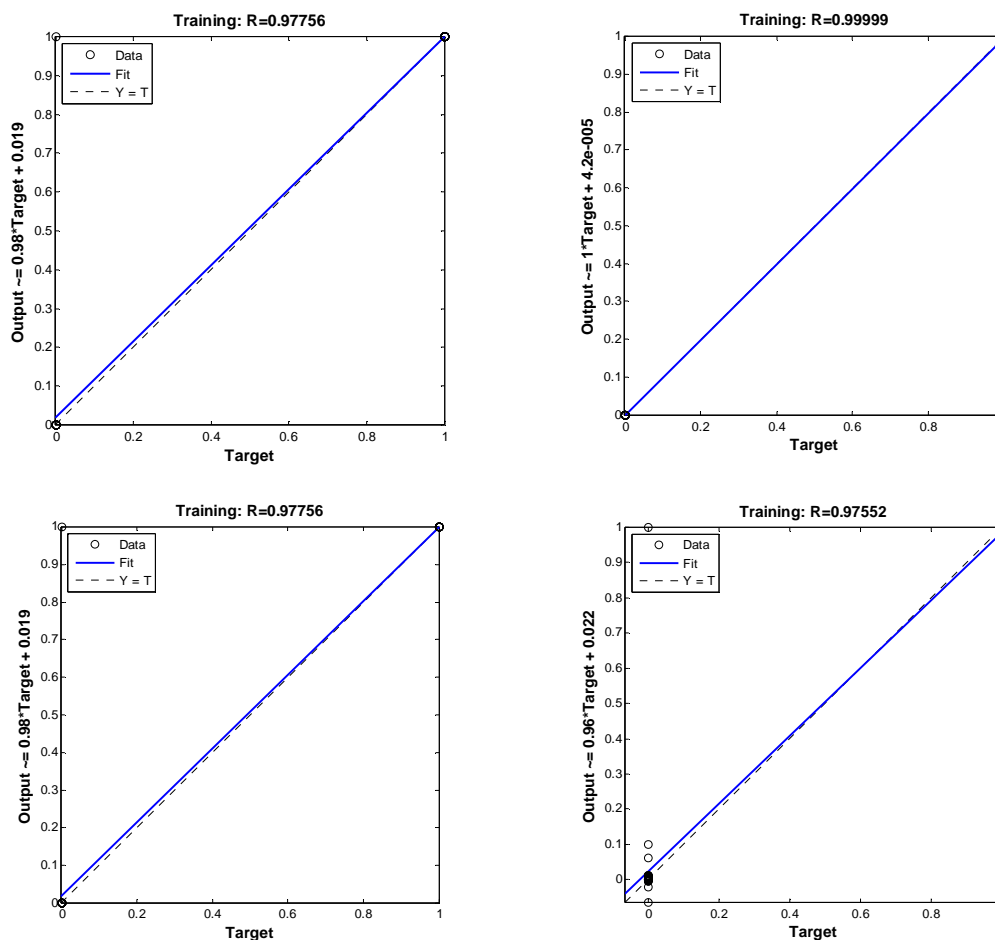 Training: R=0.97756
Data
Fit
Y = T
Output ~= 0.98*Target + 0.019
1
0.9
0.8
0.7
0.6
0.5
0.4
0.3
0.2
0.1
0
0 0.2 0.4 0.6 0.8 1
Target
Training: R=0.99999
Data
Fit
Y = T
Output ~= 1*Target + 4.2e-005
1
0.9
0.8
0.7
0.6
0.5
0.4
0.3
0.2
0.1
0
0 0.2 0.4 0.6 0.8
Target
Training: R=0.97756
Data
Fit
Y = T
Output ~= 0.98*Target + 0.019
1
0.9
0.8
0.7
0.6
0.5
0.4
0.3
0.2
0.1
0
0 0.2 0.4 0.6 0.8 1
Target
Training: R=0.97552
Data
Fit
Y = T
Output ~= 0.96*Target + 0.022
1
0.9
0.8
0.7
0.6
0.5
0.4
0.3
0.2
0.1
0
0 0.2 0.4 0.6 0.8
Target